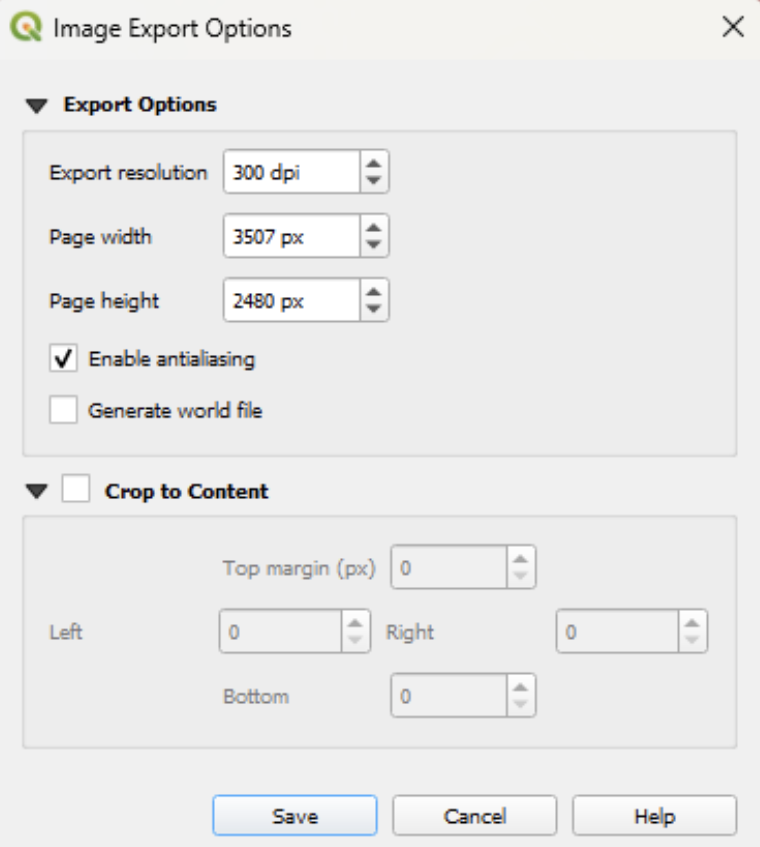 Image Export Options
Export Options
Export resolution 300 dpi
Page width 3507 px
Page height 2480 px
Enable antialiasing
Generate world file
Crop to Content
Top margin (px) 0
Left 0 Right 0
Bottom 0
Save Cancel Help